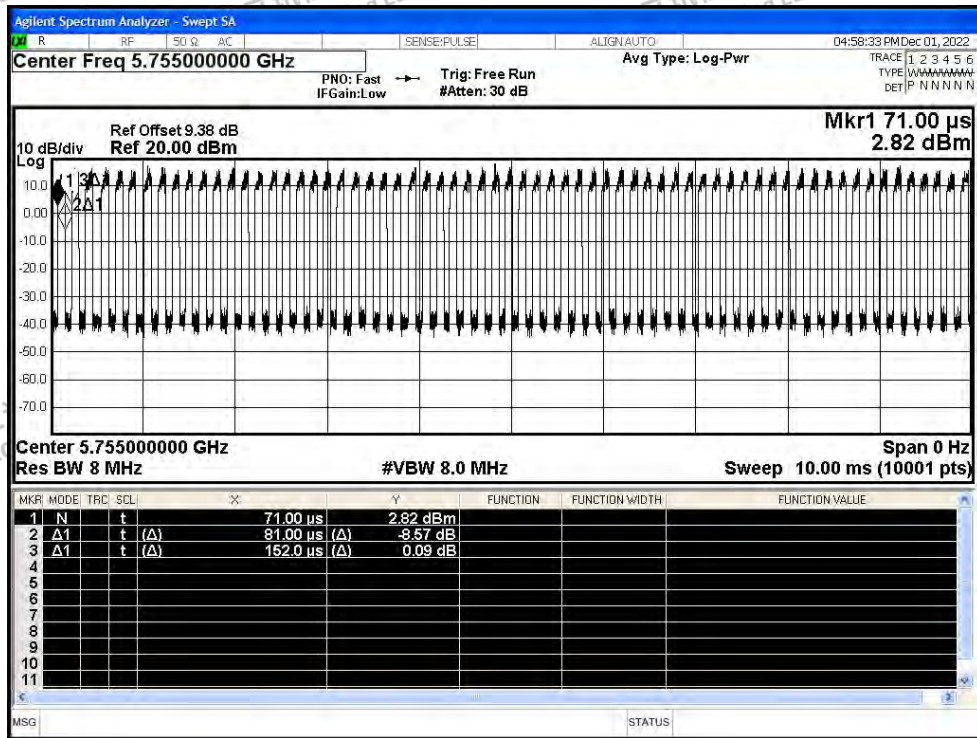 Agilent Spectrum Analyzer - Swept SA
LXI R RF 50 Ω AC SENSE:PULSE ALIGN AUTO 04:58:33 PM Dec 01, 2022
Center Freq 5.755000000 GHz
Avg Type: Log-Pwr
TRACE 1 2 3 4 5 6
PNO: Fast
Trig: Free Run
TYPE WWWWWW
IFGain:Low
#Atten: 30 dB
DET P N N N N N
Mkr1 71.00 µs
Ref Offset 9.38 dB
10 dB/div Ref 20.00 dBm
2.82 dBm
Log
10.0
0.00
-10.0
-20.0
-30.0
-40.0
-50.0
-60.0
-70.0
1 3Δ1
2Δ1
Center 5.755000000 GHz Span 0 Hz
Res BW 8 MHz #VBW 8.0 MHz Sweep 10.00 ms (10001 pts)
MKR MODE TRC SCL X Y FUNCTION FUNCTION WIDTH FUNCTION VALUE
1 N t 71.00 µs 2.82 dBm
2 Δ1 t (Δ) 81.00 µs (Δ) -8.57 dB
3 Δ1 t (Δ) 152.0 µs (Δ) 0.09 dB
4
5
6
7
8
9
10
11
MSG STATUS